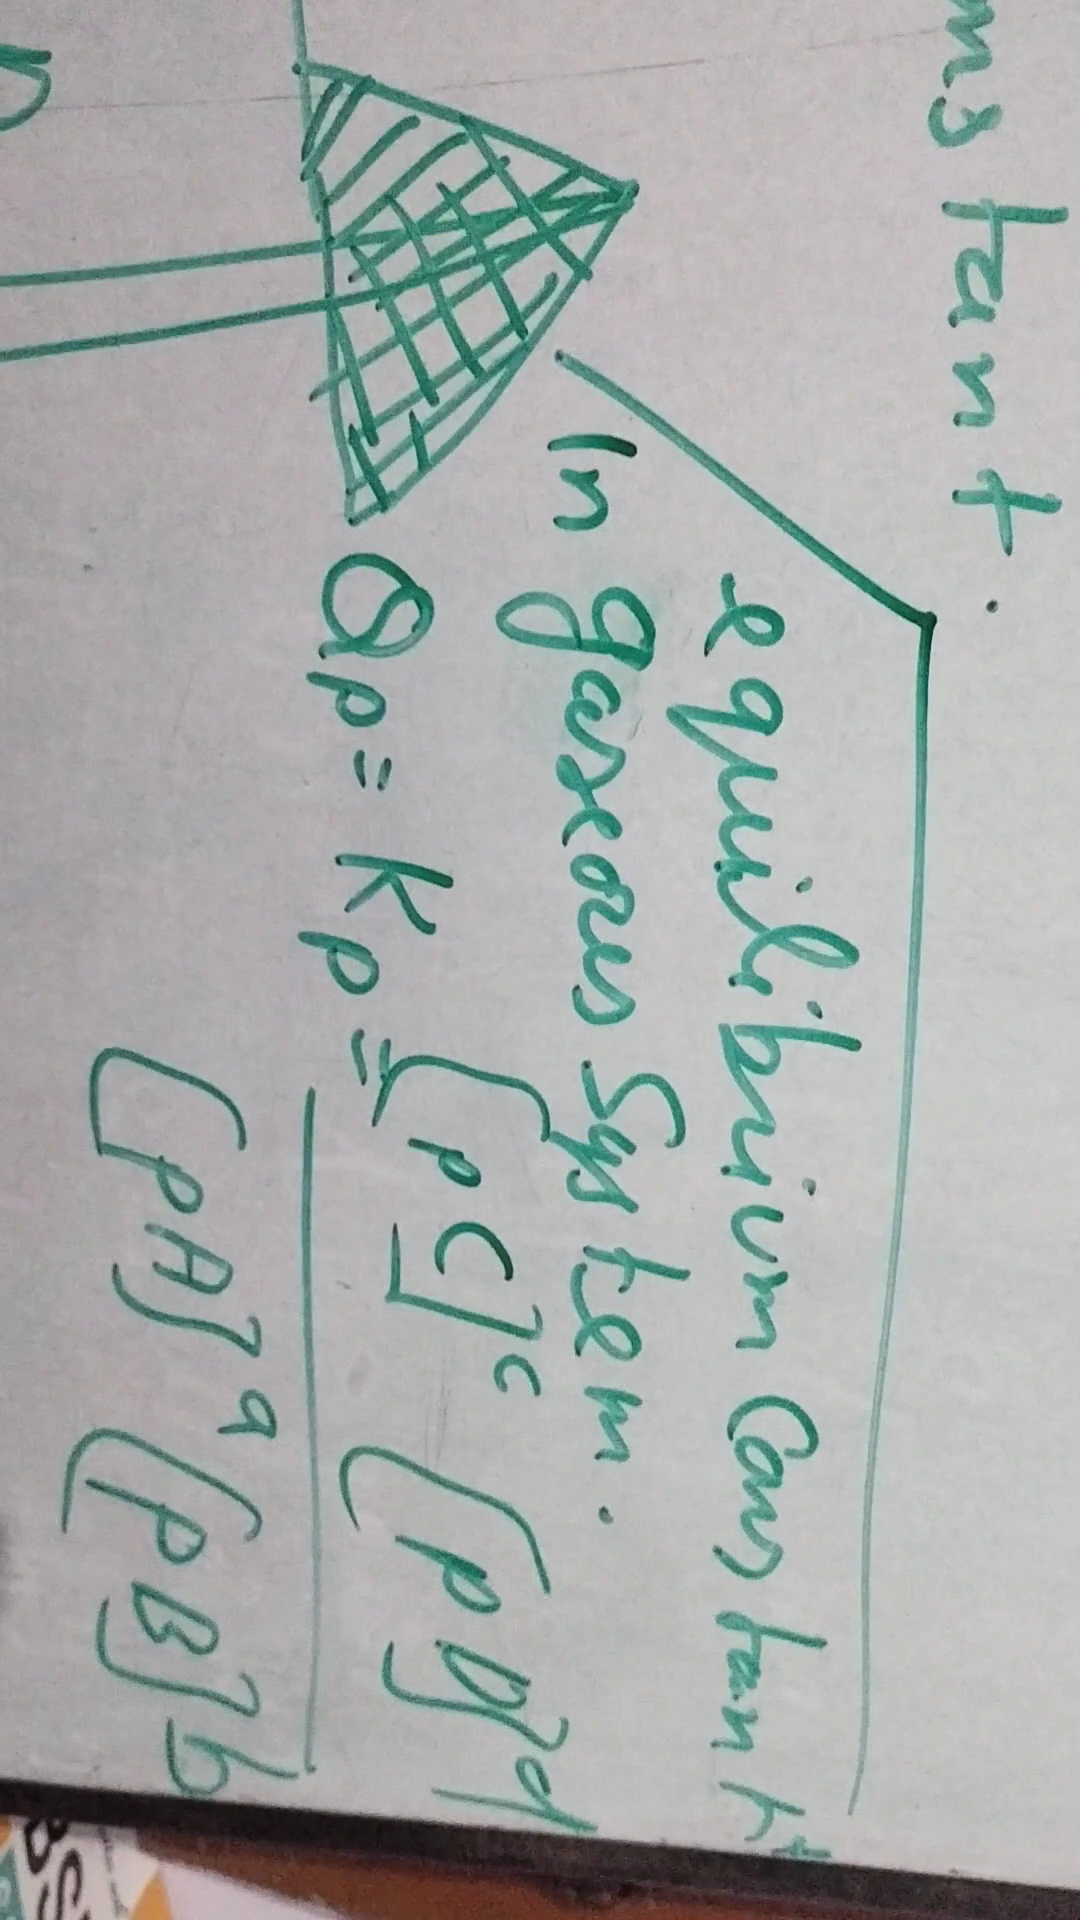 nstant.
equilibrium Constant
In gaseous System.
Qp = Kp = [pC]^c [pD]^d
[pA]^a [pB]^b